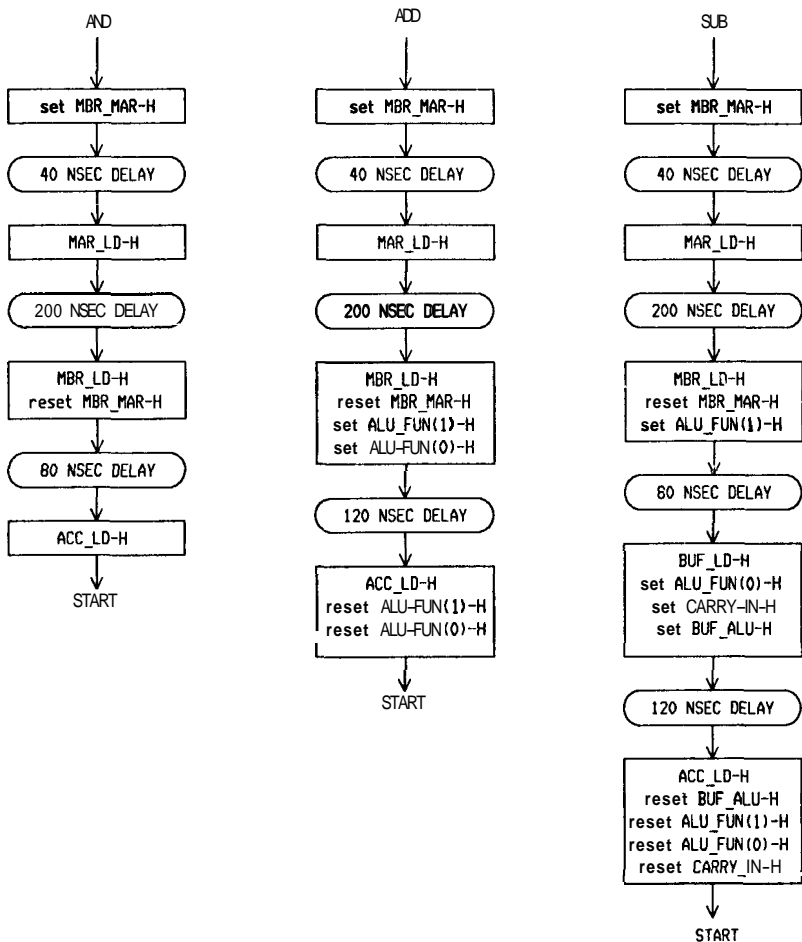 AND
set MBR_MAR-H
40 NSEC DELAY
MAR_LD-H
200 NSEC DELAY
MBR_LD-H
reset MBR_MAR-H
80 NSEC DELAY
ACC_LD-H
START
ADD
set MBR_MAR-H
40 NSEC DELAY
MAR_LD-H
200 NSEC DELAY
MBR_LD-H
reset MBR_MAR-H
set ALU_FUN(1)-H
set ALU-FUN(0)-H
120 NSEC DELAY
ACC_LD-H
reset ALU-FUN(1)-H
reset ALU-FUN(0)-H
START
SUB
set MBR_MAR-H
40 NSEC DELAY
MAR_LD-H
200 NSEC DELAY
MBR_LD-H
reset MBR_MAR-H
set ALU_FUN(1)-H
80 NSEC DELAY
BUF_LD-H
set ALU_FUN(0)-H
set CARRY-IN-H
set BUF_ALU-H
120 NSEC DELAY
ACC_LD-H
reset BUF_ALU-H
reset ALU_FUN(1)-H
reset ALU_FUN(0)-H
reset CARRY_IN-H
START